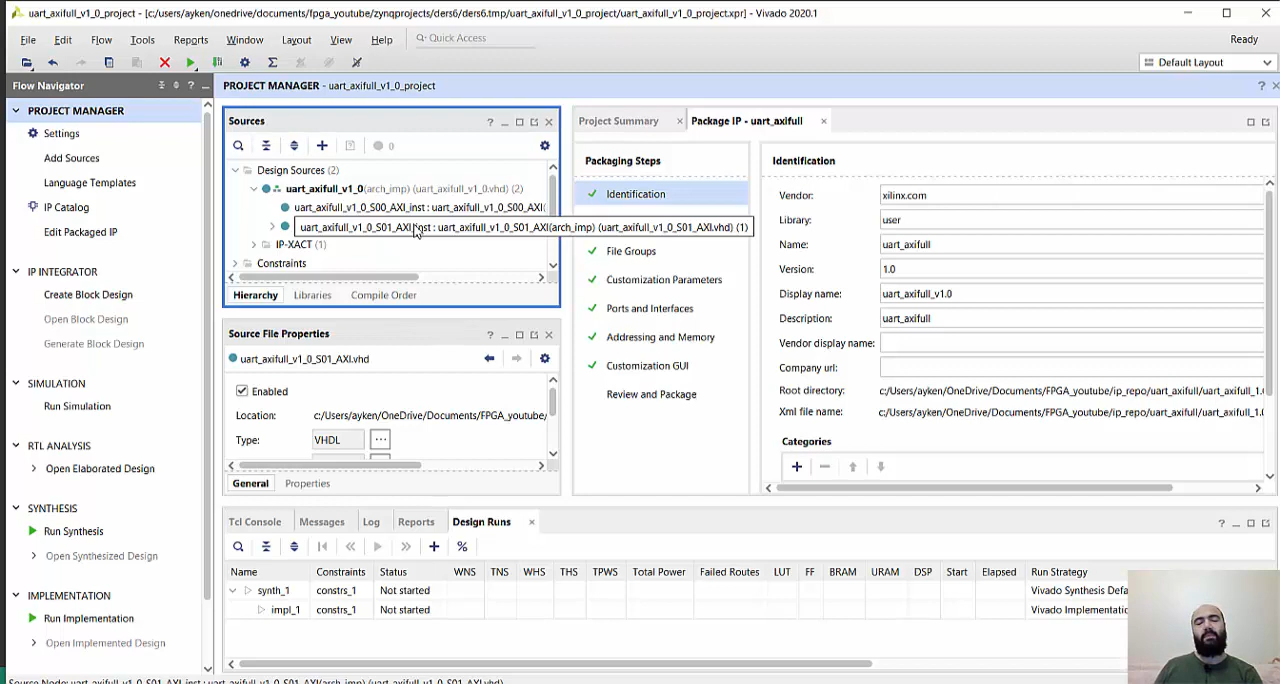 uart_axifull_v1_0_project - [c:/users/ayken/onedrive/documents/fpga_youtube/zynqprojects/ders6/ders6.tmp/uart_axifull_v1_0_project/uart_axifull_v1_0_project.xpr] - Vivado 2020.1
File Edit Flow Tools Reports Window Layout View Help Quick Access Ready
Default Layout
Flow Navigator
PROJECT MANAGER
Settings
Add Sources
Language Templates
IP Catalog
Edit Packaged IP
IP INTEGRATOR
Create Block Design
Open Block Design
Generate Block Design
SIMULATION
Run Simulation
RTL ANALYSIS
Open Elaborated Design
SYNTHESIS
Run Synthesis
Open Synthesized Design
IMPLEMENTATION
Run Implementation
Open Implemented Design
PROJECT MANAGER - uart_axifull_v1_0_project
Sources
0
Design Sources (2)
uart_axifull_v1_0(arch_imp) (uart_axifull_v1_0.vhd) (2)
uart_axifull_v1_0_S00_AXI_inst : uart_axifull_v1_0_S00_AXI(
uart_axifull_v1_0_S01_AXI_inst : uart_axifull_v1_0_S01_AXI(arch_imp) (uart_axifull_v1_0_S01_AXI.vhd) (1)
IP-XACT (1)
Constraints
Hierarchy Libraries Compile Order
Source File Properties
uart_axifull_v1_0_S01_AXI.vhd
Enabled
Location: c:/Users/ayken/OneDrive/Documents/FPGA_youtube/
Type: VHDL
General Properties
Project Summary Package IP - uart_axifull
Packaging Steps
Identification
File Groups
Customization Parameters
Ports and Interfaces
Addressing and Memory
Customization GUI
Review and Package
Identification
Vendor: xilinx.com
Library: user
Name: uart_axifull
Version: 1.0
Display name: uart_axifull_v1.0
Description: uart_axifull
Vendor display name:
Company url:
Root directory: c:/Users/ayken/OneDrive/Documents/FPGA_youtube/ip_repo/uart_axifull/uart_axifull_1.0
Xml file name: c:/Users/ayken/OneDrive/Documents/FPGA_youtube/ip_repo/uart_axifull/uart_axifull_1.0
Categories
Tcl Console Messages Log Reports Design Runs
Name Constraints Status WNS TNS WHS THS TPWS Total Power Failed Routes LUT FF BRAM URAM DSP Start Elapsed Run Strategy
synth_1 constrs_1 Not started Vivado Synthesis Defa
impl_1 constrs_1 Not started Vivado Implementatio
Source Node: uart_axifull_v1_0_S01_AXI_inst : uart_axifull_v1_0_S01_AXI(arch_imp) (uart_axifull_v1_0_S01_AXI.vhd)